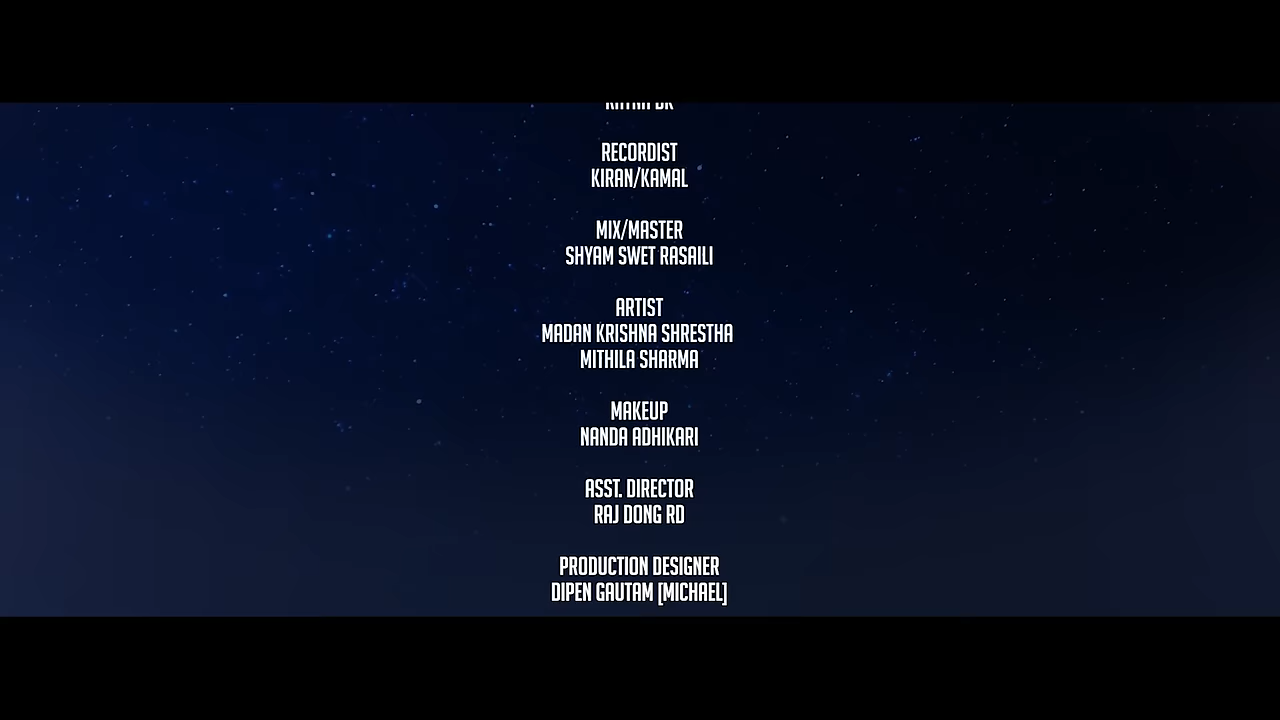 RECORDIST
KIRAN/KAMAL
MIX/MASTER
SHYAM SWET RASAILI
ARTIST
MADAN KRISHNA SHRESTHA
MITHILA SHARMA
MAKEUP
NANDA ADHIKARI
ASST. DIRECTOR
RAJ DONG RD
PRODUCTION DESIGNER
DIPEN GAUTAM [MICHAEL]